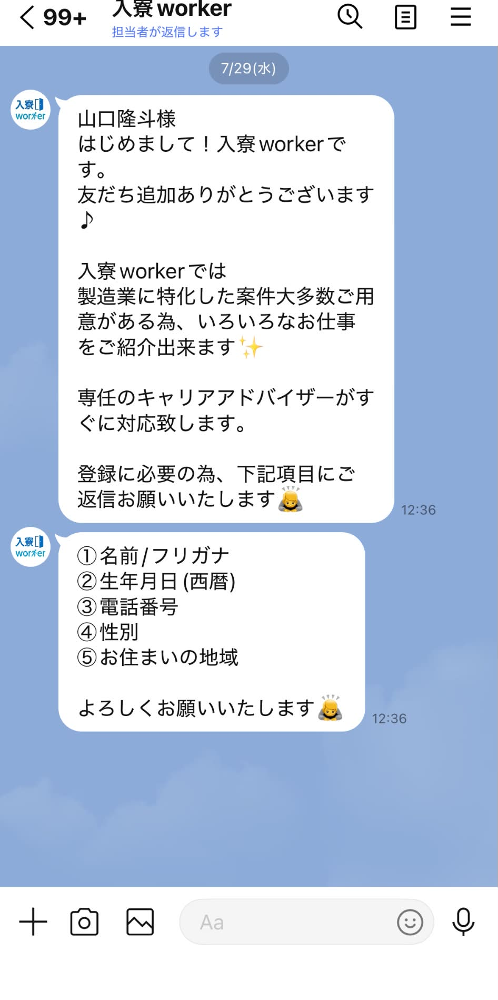 99+
入寮worker
担当者が返信します
7/29(水)
入寮
worker
山口隆斗様
はじめまして！入寮workerで
す。
友だち追加ありがとうございます
♪
入寮workerでは
製造業に特化した案件大多数ご用
意がある為、いろいろなお仕事
をご紹介出来ます✨
専任のキャリアアドバイザーがす
ぐに対応致します。
登録に必要の為、下記項目にご
返信お願いいたします🙇
12:36
入寮
worker
①名前/フリガナ
②生年月日(西暦)
③電話番号
④性別
⑤お住まいの地域
よろしくお願いいたします🙇
12:36
Aa